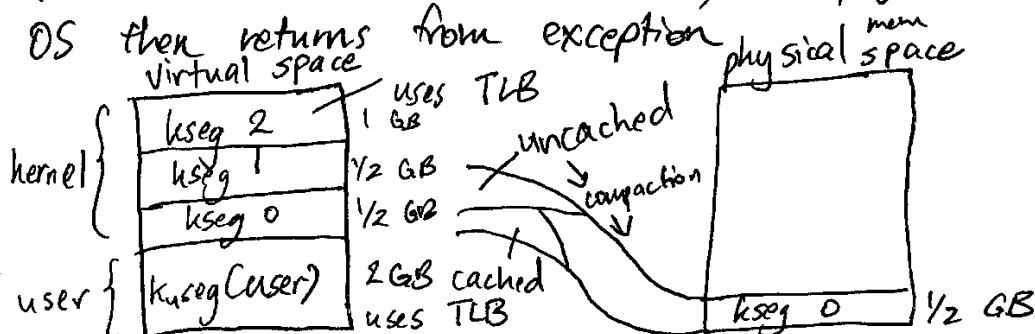 OS then returns from exception
virtual space
physical mem space
uses TLB
kseg 2
1 GB
uncached
kernel
kseg 1
1/2 GB
compaction
kseg 0
1/2 GB
user
kuseg (user)
2 GB cached
uses TLB
kseg 0
1/2 GB